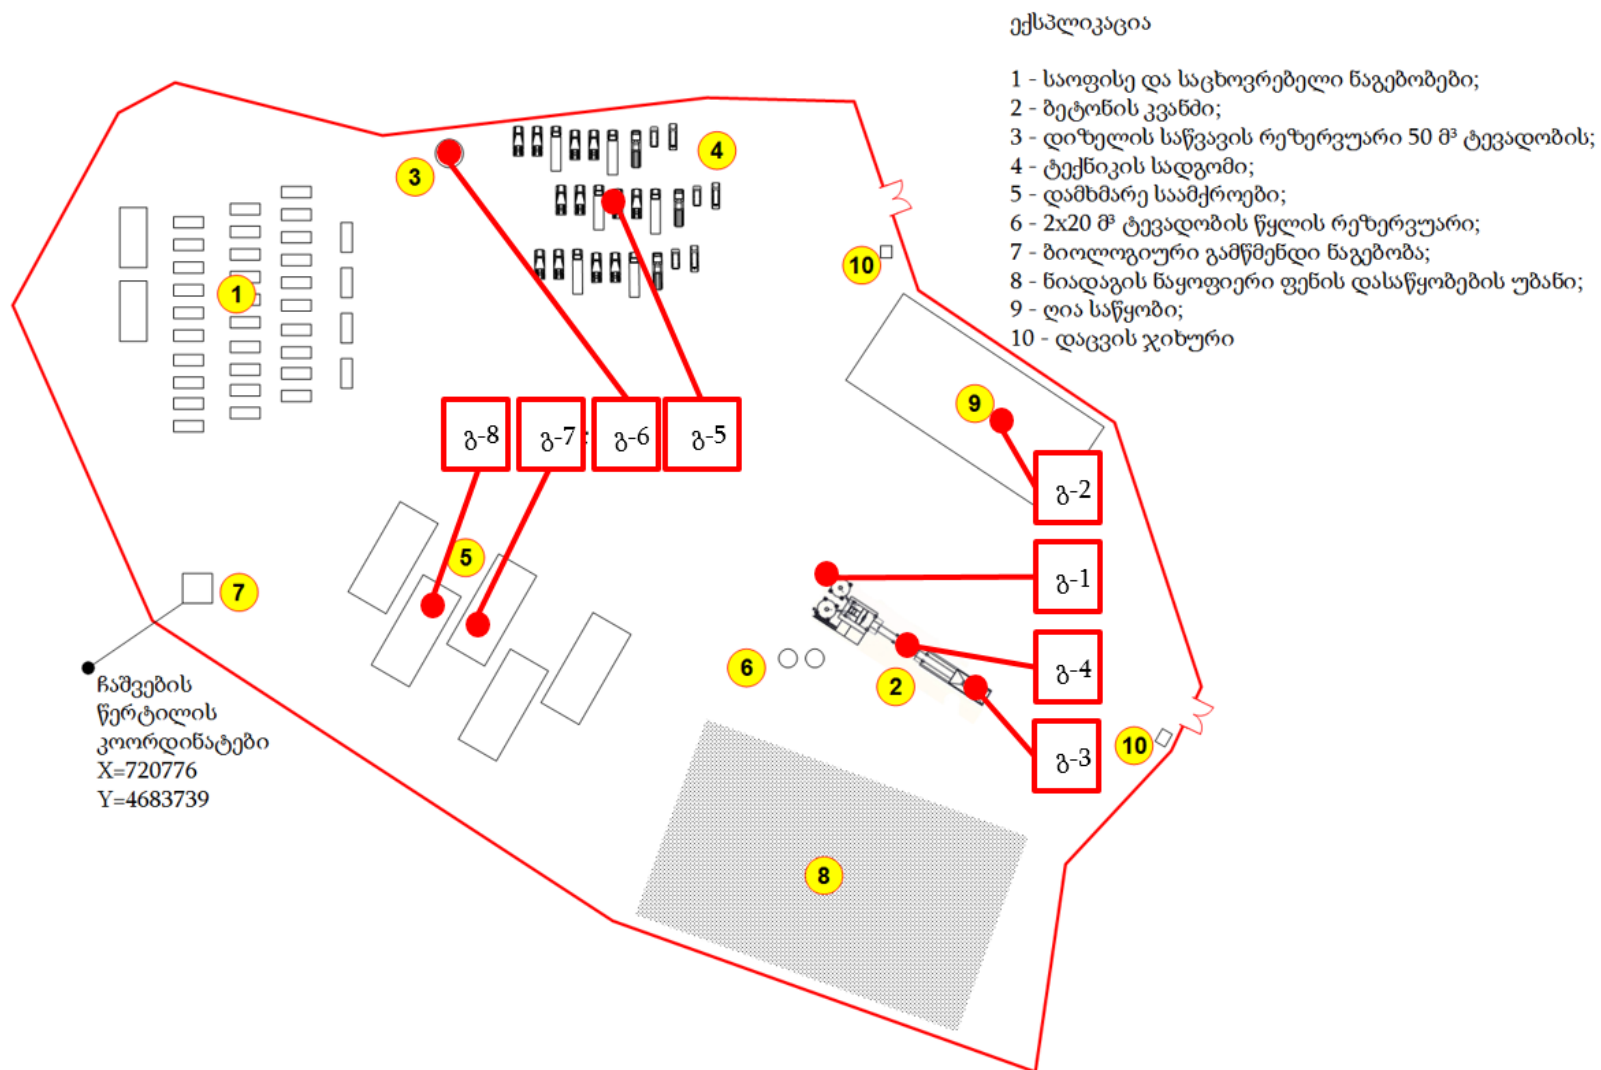 ექსპლიკაცია
1 - საოფისე და საცხოვრებელი ნაგებობები;
2 - ბეტონის კვანძი;
3 - დიზელის საწვავის რეზერვუარი 50 მ³ ტევადობის;
4 - ტექნიკის სადგომი;
5 - დამხმარე საამქროები;
6 - 2x20 მ³ ტევადობის წყლის რეზერვუარი;
7 - ბიოლოგიური გამწმენდი ნაგებობა;
8 - ნიადაგის ნაყოფიერი ფენის დასაწყობების უბანი;
9 - ღია საწყობი;
10 - დაცვის ჯიხური
4
3
10
1
9
გ-8
გ-7
გ-6
გ-5
გ-2
5
გ-1
7
6
2
გ-4
10
გ-3
ჩაშვების
წერტილის
კოორდინატები
X=720776
Y=4683739
8